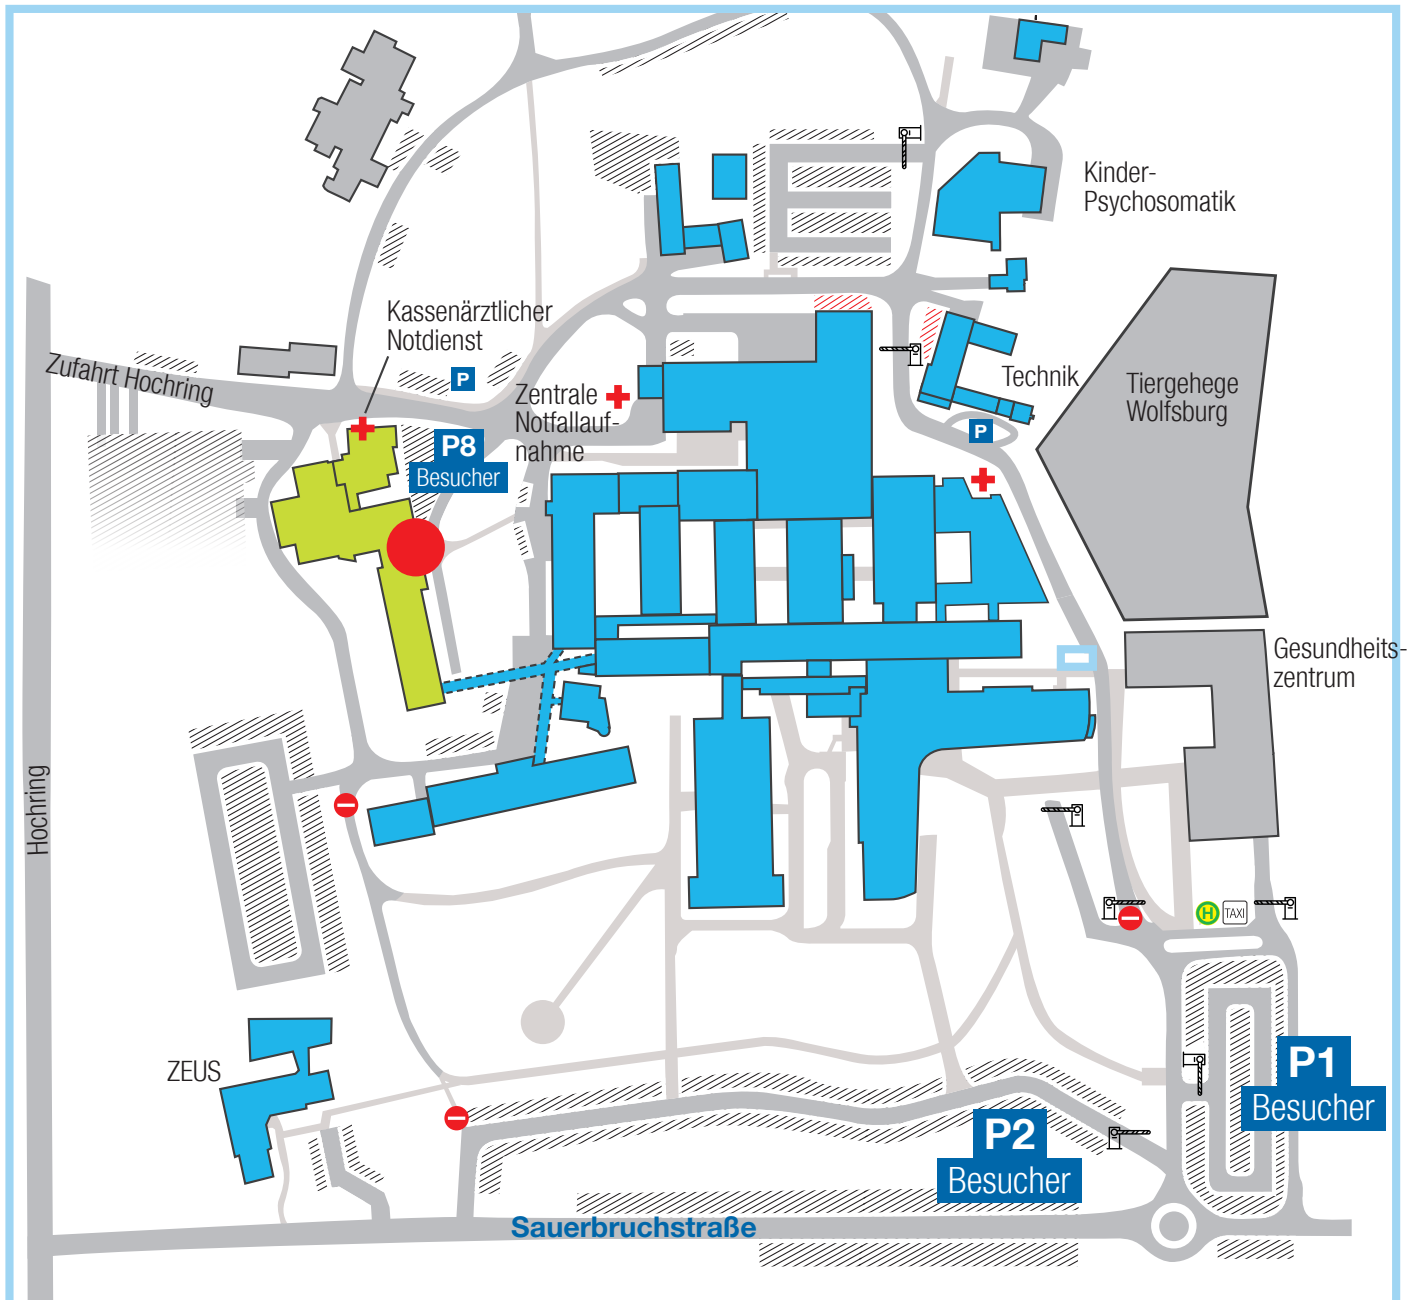 Kinder-
Psychosomatik
Kassenärztlicher
Notdienst
Zufahrt Hochring
P
Zentrale
Notfallauf-
nahme
Technik
Tiergehege
Wolfsburg
P
P8
Besucher
Gesundheits-
zentrum
Hochring
H
TAXI
ZEUS
P1
Besucher
P2
Besucher
Sauerbruchstraße